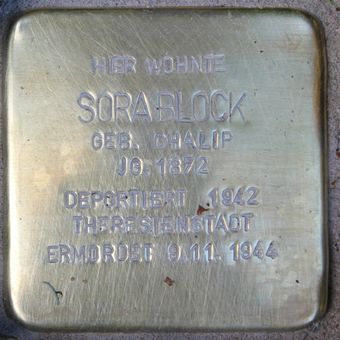 HIER WOHNTE
SORA BLOCK
GEB. CHALIP
JG. 1872
DEPORTIERT 1942
THERESIENSTADT
ERMORDET 9.11.1944